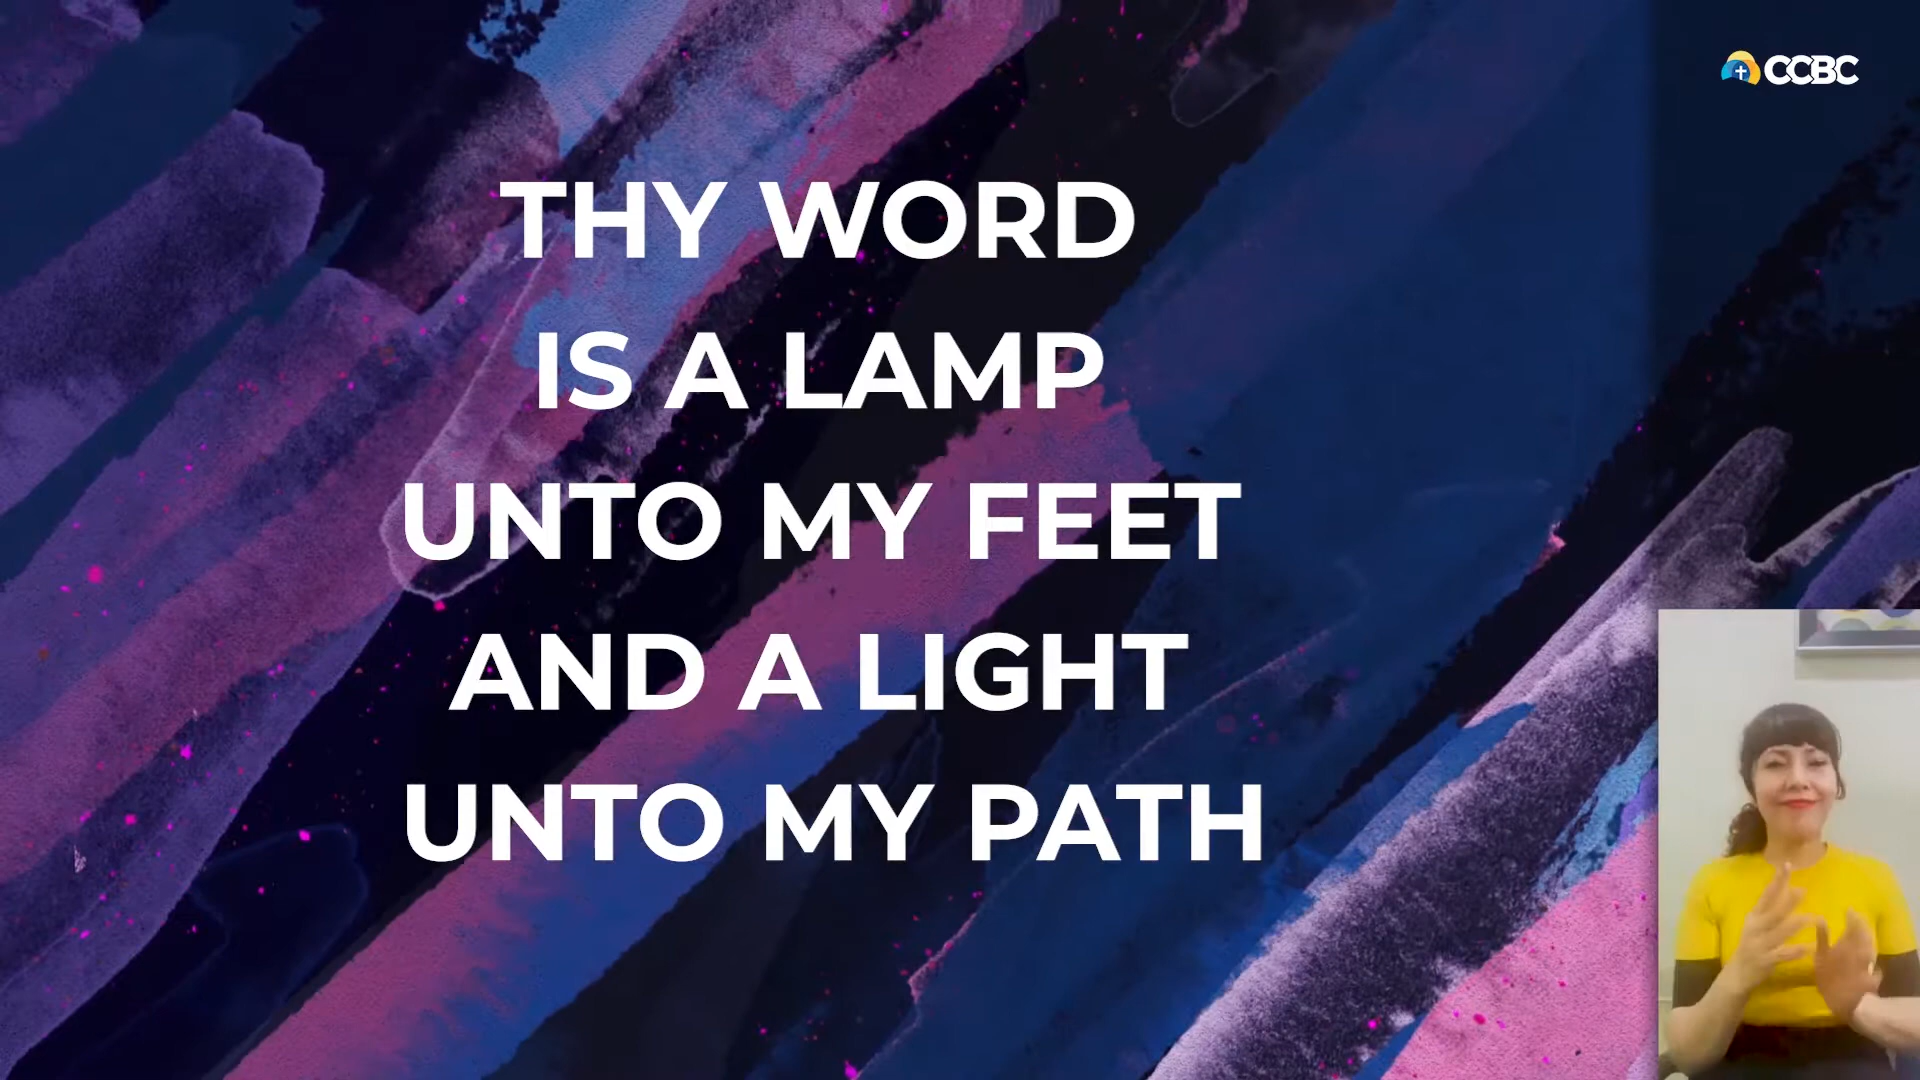 CCBC
THY WORD
IS A LAMP
UNTO MY FEET
AND A LIGHT
UNTO MY PATH